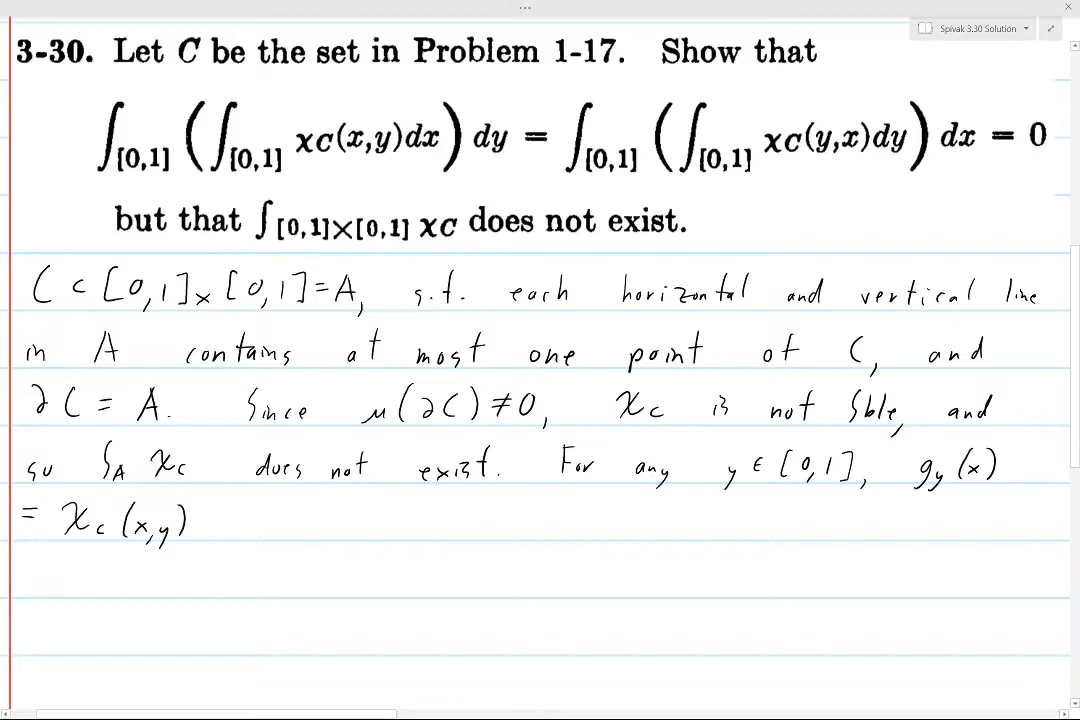 Spivak 3.30 Solution
3-30. Let C be the set in Problem 1-17. Show that
∫[0,1] (∫[0,1] χC(x,y)dx) dy = ∫[0,1] (∫[0,1] χC(y,x)dy) dx = 0
but that ∫[0,1]×[0,1] χC does not exist.
C ⊂ [0,1]×[0,1]=A, s.t. each horizontal and vertical line
in A contains at most one point of C, and
∂C = A. Since μ(∂C)≠0, χC is not ∫ble, and
so ∫A χC does not exist. For any y ∈ [0,1], gy(x)
= χC(x,y)